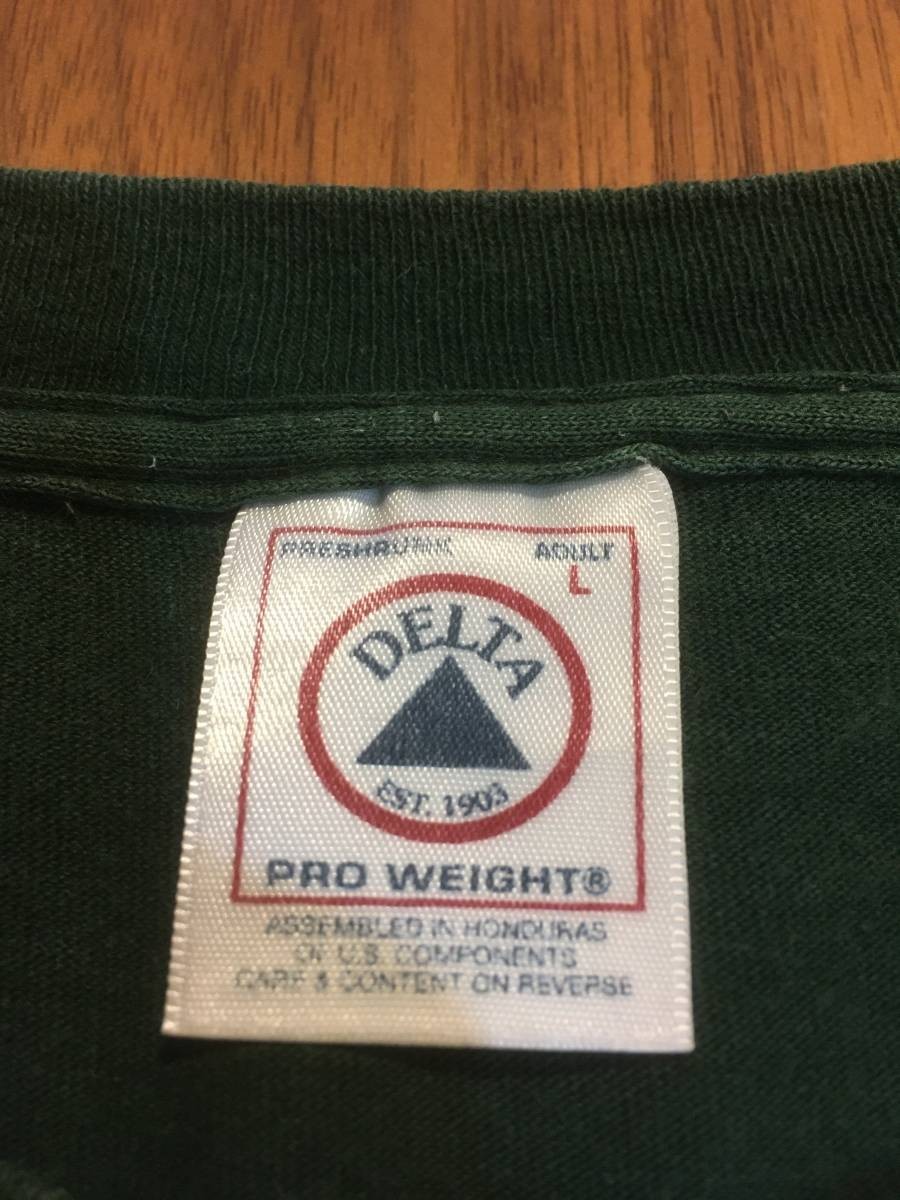 PRESHRUNK ADULT
L
DELTA
EST. 1903
PRO WEIGHT®
ASSEMBLED IN HONDURAS
OF U.S. COMPONENTS
CARE & CONTENT ON REVERSE